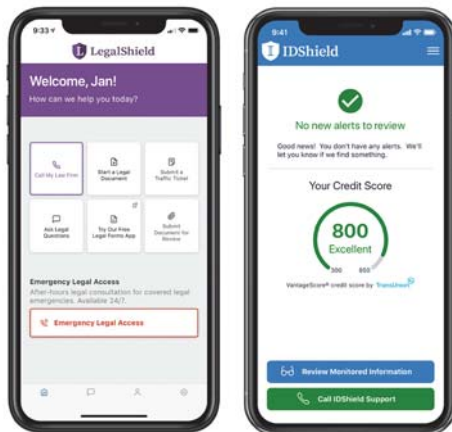 9:33
LegalShield
Welcome, Jan!
How can we help you today?
Call My Law Firm
Start a Legal
Document
Submit a
Traffic Ticket
Ask Legal
Questions
Try Our Free
Legal Forms App
Submit
Document for
Review
Emergency Legal Access
After-hours legal consultation for covered legal
emergencies. Available 24/7.
Emergency Legal Access
9:41
IDShield
No new alerts to review
Good news! You don't have any alerts. We'll
let you know if we find something.
Your Credit Score
800
Excellent
300 850
VantageScore® credit score by TransUnion
Review Monitored Information
Call IDShield Support